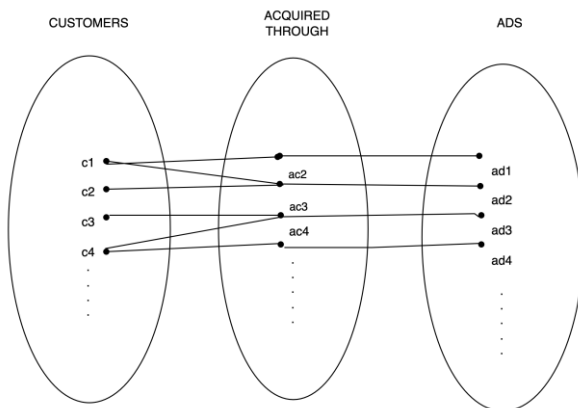 CUSTOMERS
ACQUIRED
THROUGH
ADS
c1
c2
c3
c4
ac2
ac3
ac4
ad1
ad2
ad3
ad4